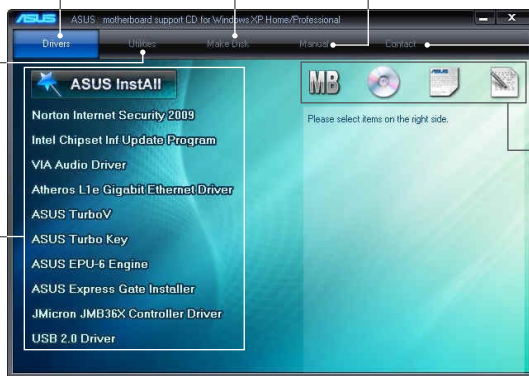 ASUS ASUS motherboard support CD for Windows XP Home/Professional
Drivers Utilities Make Disk Manual Contact
ASUS InstAll MB
Norton Internet Security 2009 Please select items on the right side.
Intel Chipset Inf Update Program
VIA Audio Driver
Atheros L1e Gigabit Ethernet Driver
ASUS TurboV
ASUS Turbo Key
ASUS EPU-6 Engine
ASUS Express Gate Installer
JMicron JMB36X Controller Driver
USB 2.0 Driver